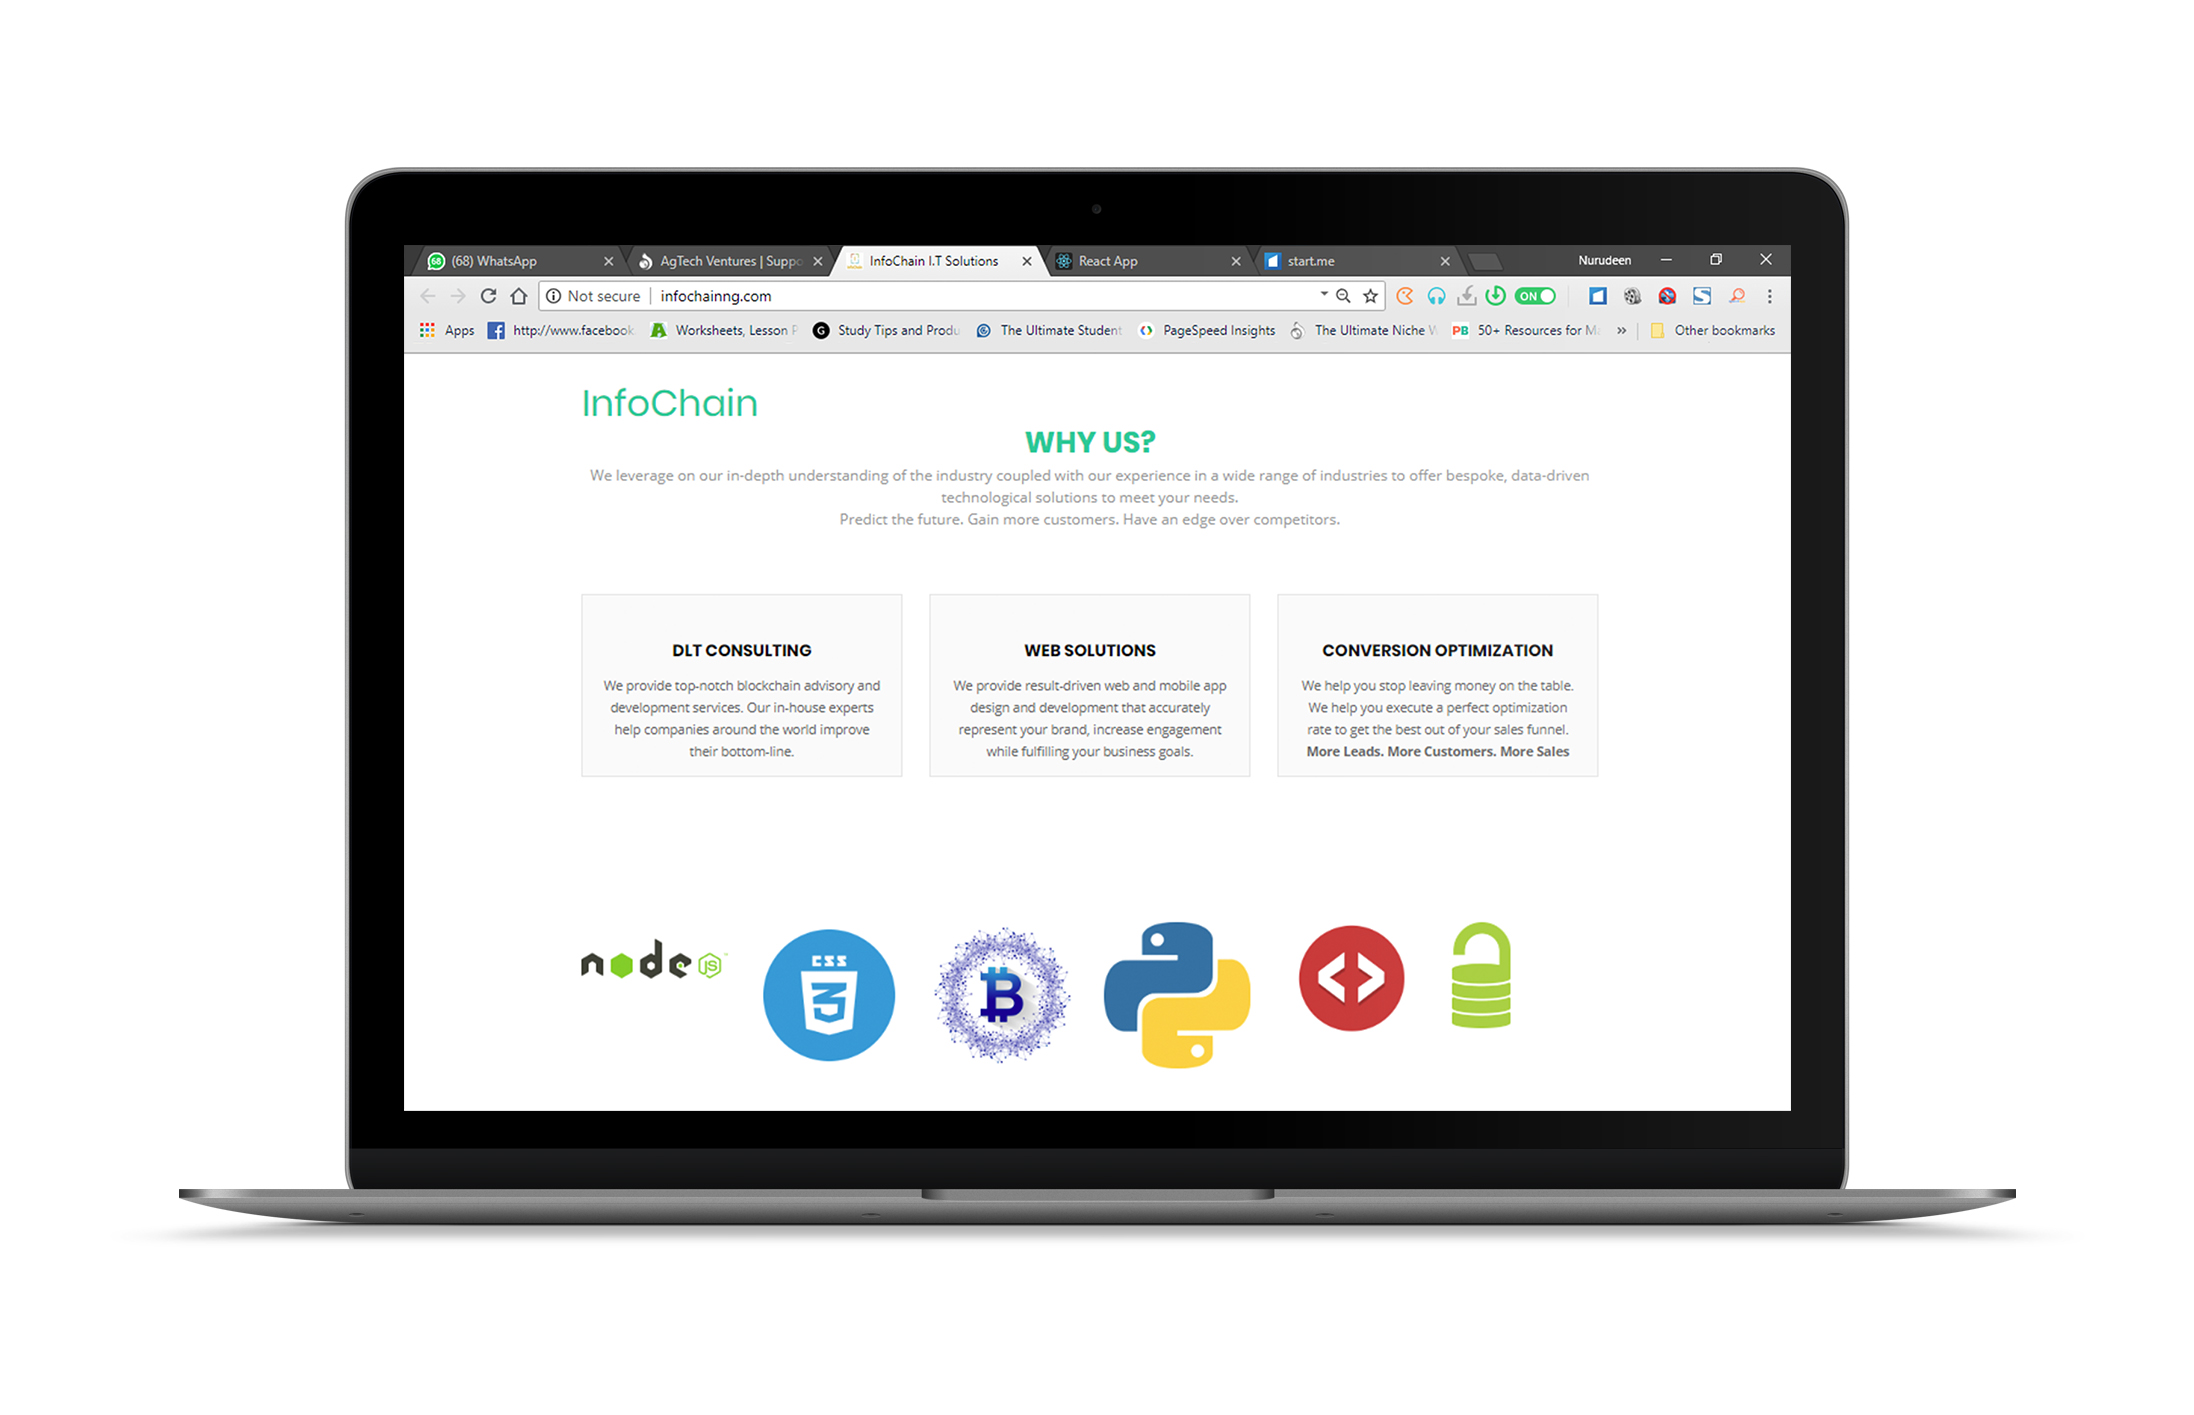 (68) WhatsApp
AgTech Ventures | Suppo
InfoChain I.T Solutions
React App
start.me
Nurudeen
Not secure
infochainng.com
ON
Apps
http://www.facebook
Worksheets, Lesson P
Study Tips and Produ
The Ultimate Student
PageSpeed Insights
The Ultimate Niche W
PB
50+ Resources for Ma
Other bookmarks
InfoChain
WHY US?
We leverage on our in-depth understanding of the industry coupled with our experience in a wide range of industries to offer bespoke, data-driven
technological solutions to meet your needs.
Predict the future. Gain more customers. Have an edge over competitors.
DLT CONSULTING
We provide top-notch blockchain advisory and
development services. Our in-house experts
help companies around the world improve
their bottom-line.
WEB SOLUTIONS
We provide result-driven web and mobile app
design and development that accurately
represent your brand, increase engagement
while fulfilling your business goals.
CONVERSION OPTIMIZATION
We help you stop leaving money on the table.
We help you execute a perfect optimization
rate to get the best out of your sales funnel.
More Leads. More Customers. More Sales
node JS
CSS
3
B